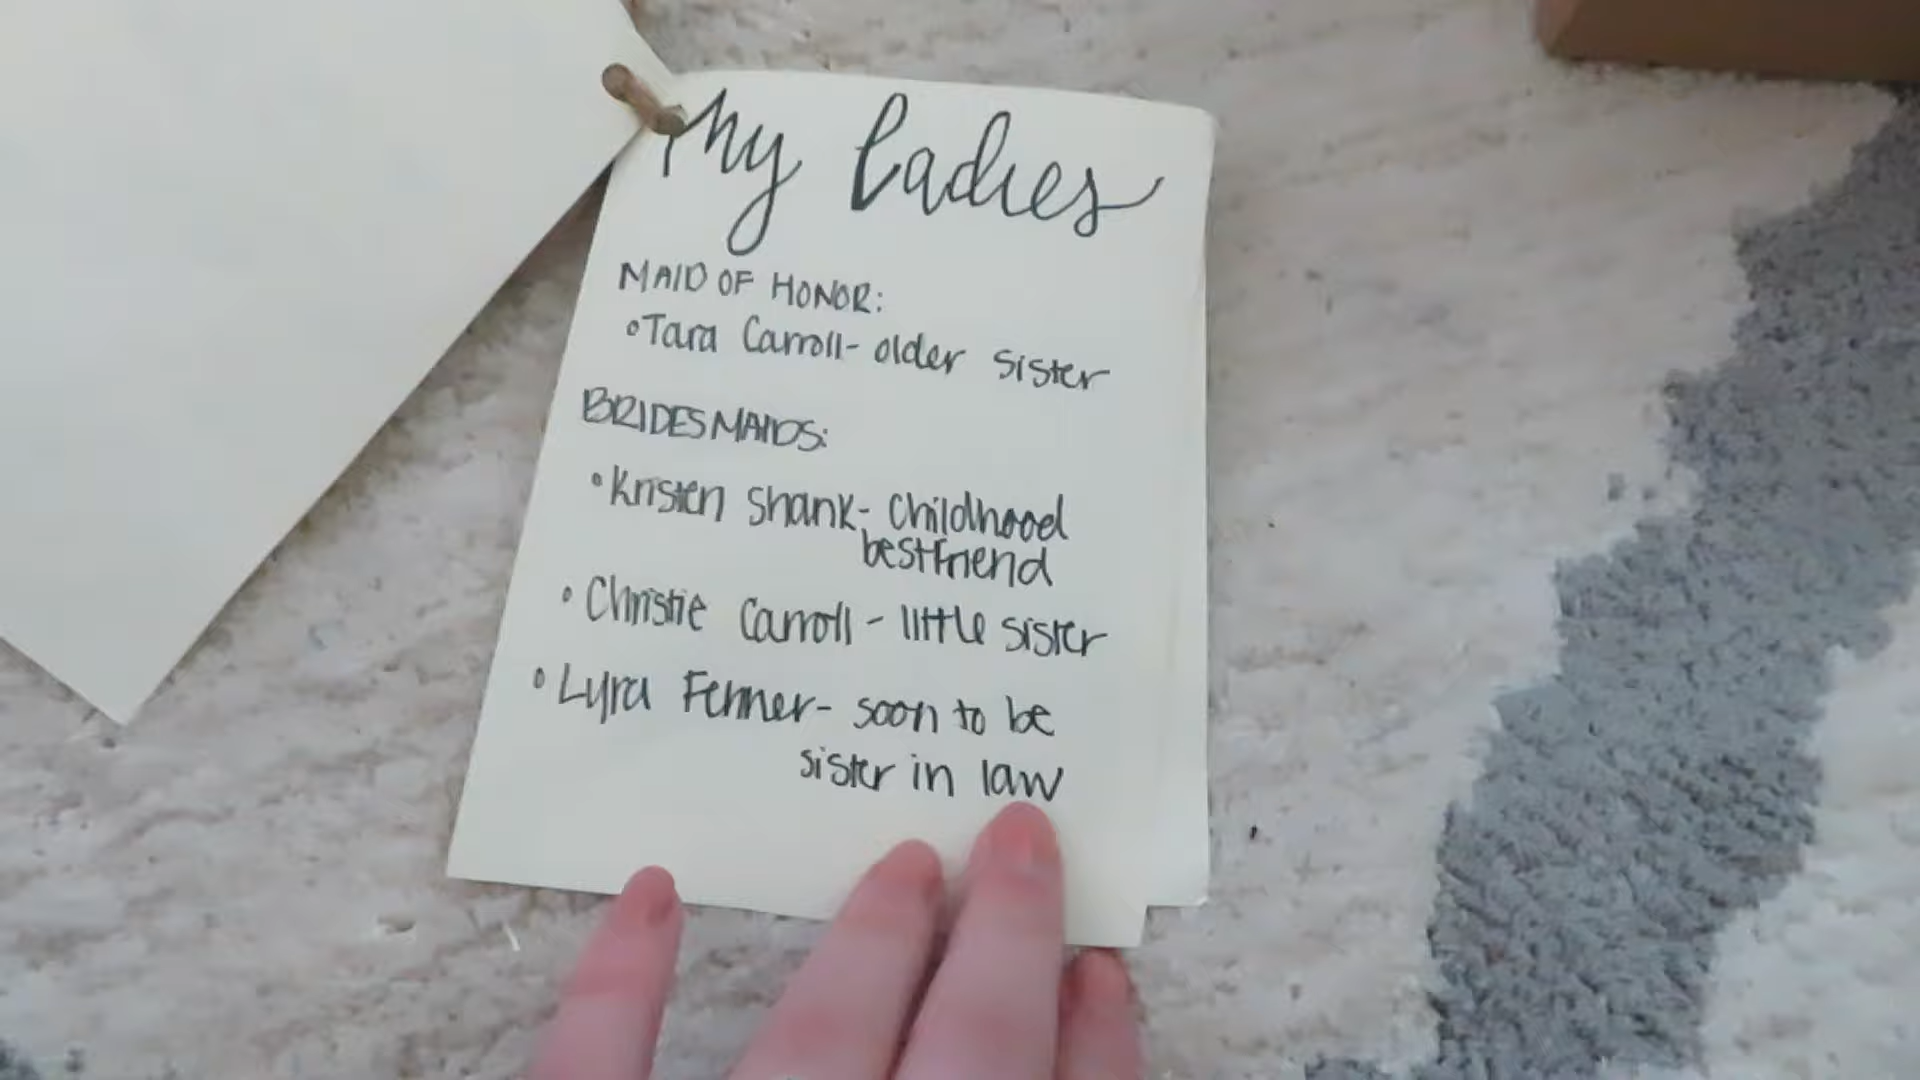 My ladies
MAID OF HONOR:
• Tara Carroll - older sister
BRIDESMAIDS:
• Kristen Shank - Childhood
bestfriend
• Christie Carroll - little sister
• Lyra Fenner - soon to be
sister in law